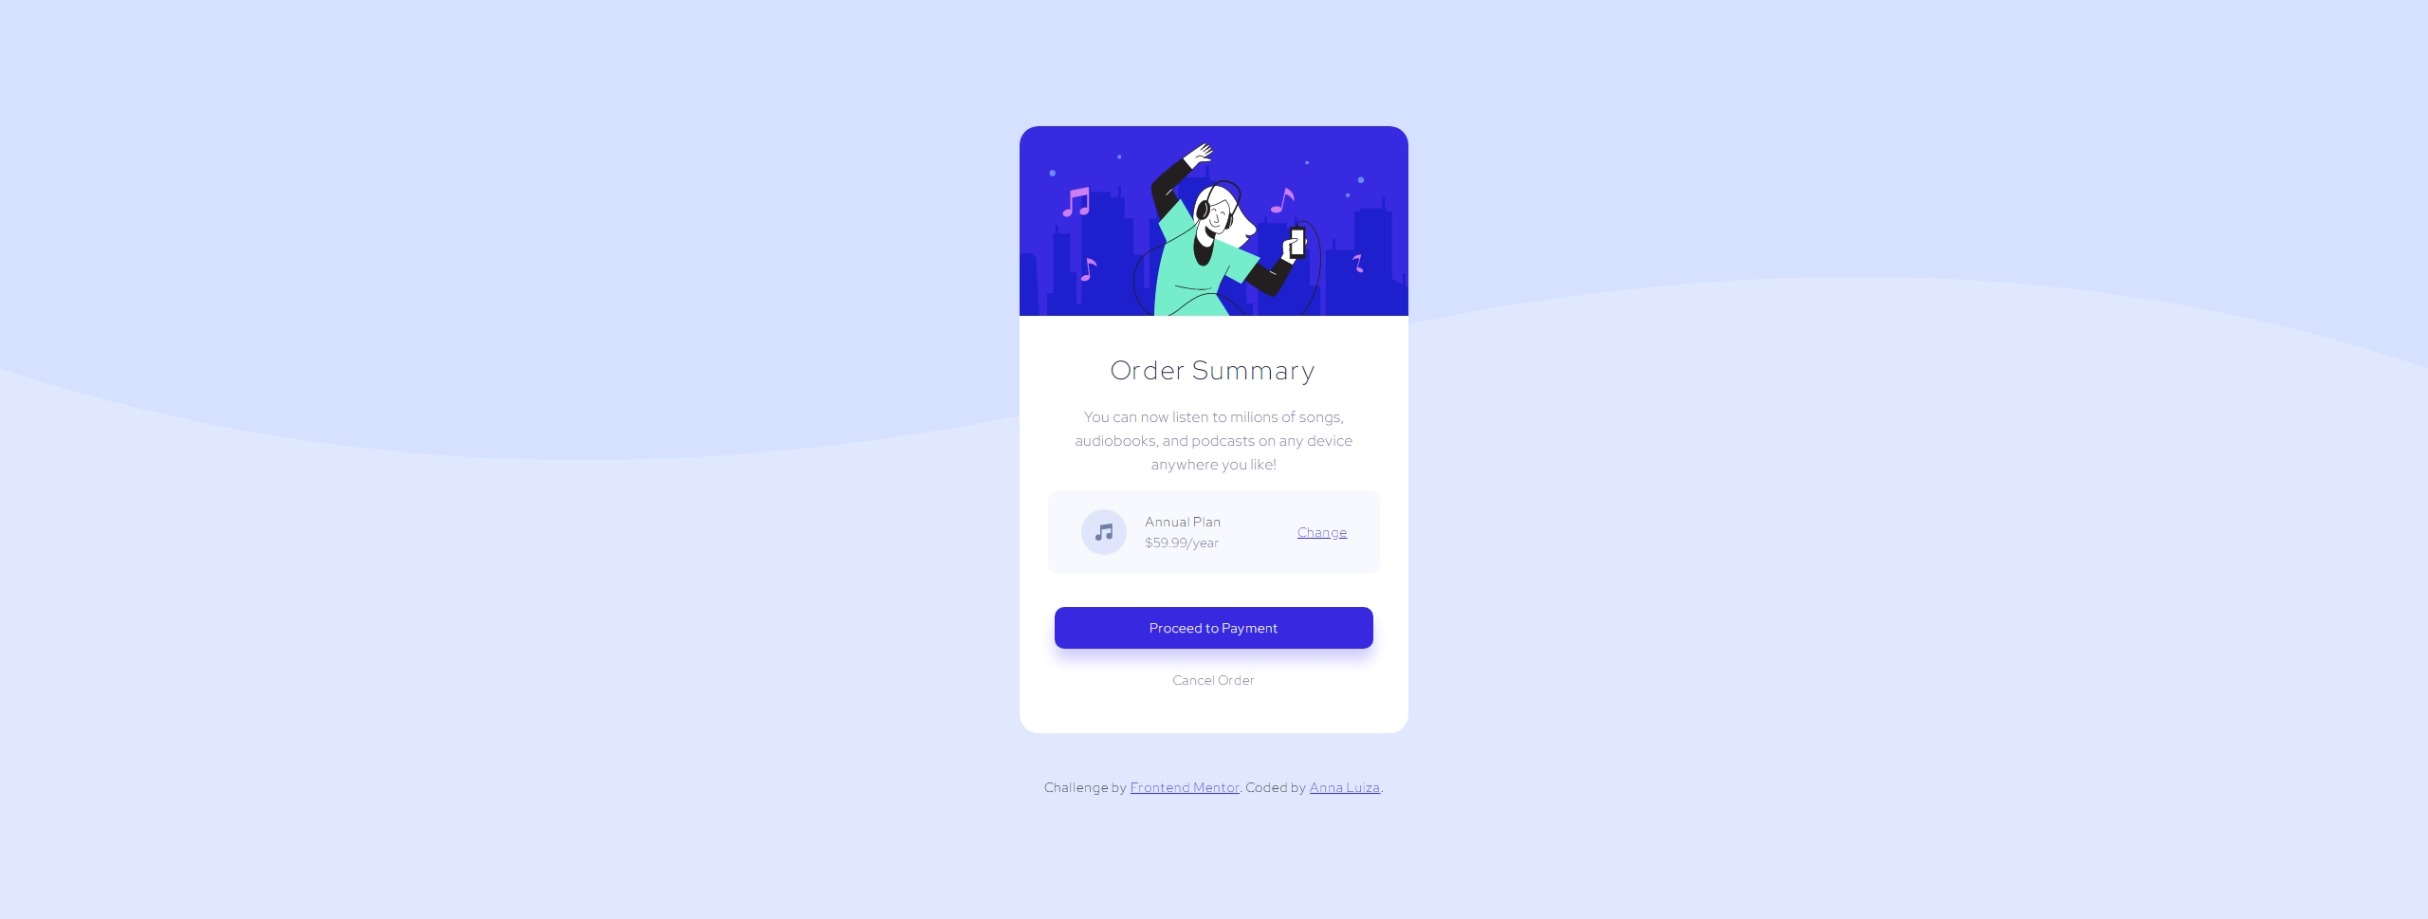 Order Summary
You can now listen to milions of songs,
audiobooks, and podcasts on any device
anywhere you like!
Annual Plan
$59.99/year
Change
Proceed to Payment
Cancel Order
Challenge by Frontend Mentor. Coded by Anna Luiza.